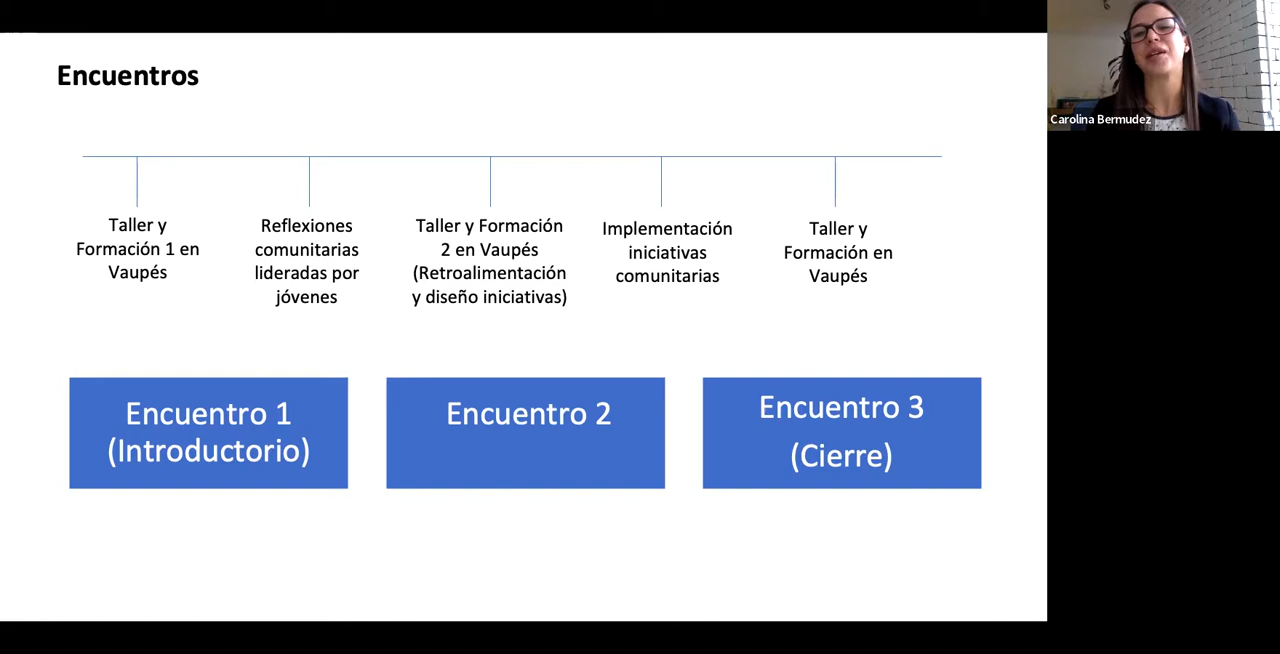 Encuentros
Taller y
Formación 1 en
Vaupés
Reflexiones
comunitarias
lideradas por
jóvenes
Taller y Formación
2 en Vaupés
(Retroalimentación
y diseño iniciativas)
Implementación
iniciativas
comunitarias
Taller y
Formación en
Vaupés
Encuentro 1
(Introductorio)
Encuentro 2
Encuentro 3
(Cierre)
Carolina Bermudez